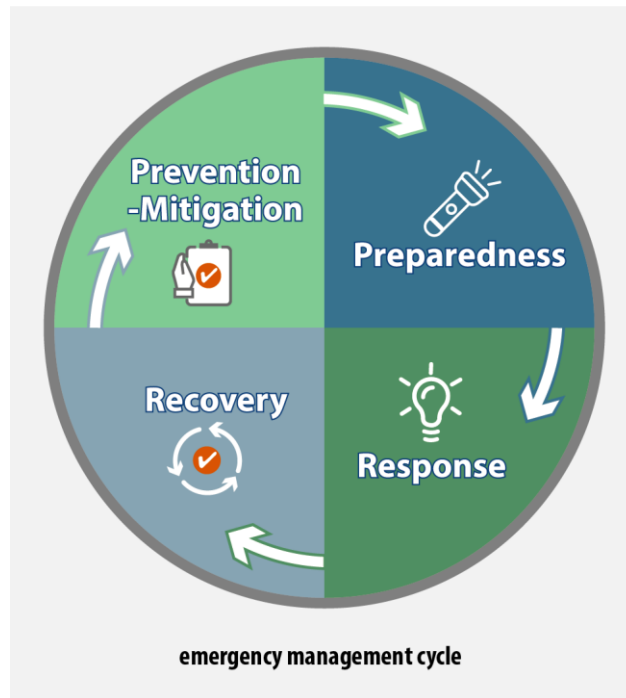 Prevention
-Mitigation
Preparedness
Recovery
Response
emergency management cycle